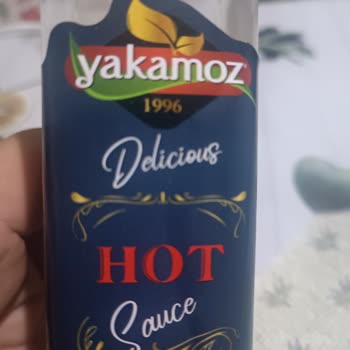 yakamoz
1996
Delicious
HOT
Sauce